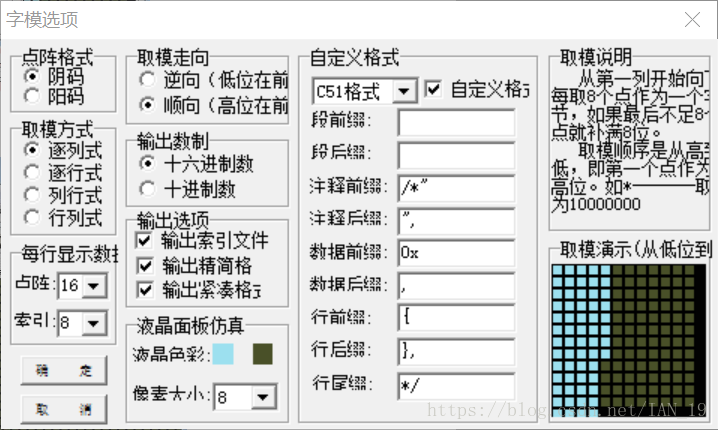 字模选项
点阵格式
阴码
阳码
取模方式
逐列式
逐行式
列行式
行列式
每行显示数据
点阵: 16
索引: 8
确 定
取 消
取模走向
逆向（低位在前
顺向（高位在前
输出数制
十六进制数
十进制数
输出选项
输出索引文件
输出精简格
输出紧凑格式
液晶面板仿真
液晶色彩:
像素大小: 8
自定义格式
C51格式 自定义格式
段前缀:
段后缀:
注释前缀: /*"
注释后缀: ",
数据前缀: 0x
数据后缀: ,
行前缀: {
行后缀: },
行尾缀: */
取模说明
从第一列开始向下
每取8个点作为一个字
节，如果最后不足8个
点就补满8位。
取模顺序是从高到
低，即第一个点作为
高位。如*-------取
为10000000
取模演示(从低位到
https://blog.csdn.net/IAN_19